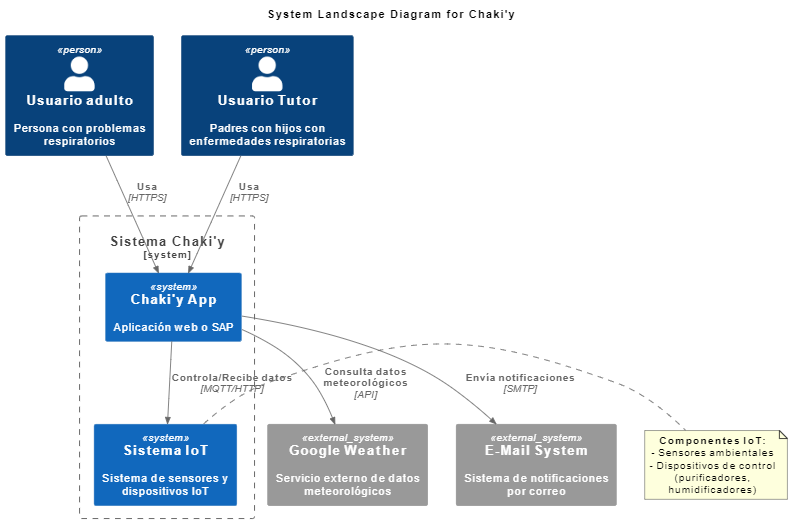 System Landscape Diagram for Chaki'y
«person»
Usuario adulto
Persona con problemas
respiratorios
«person»
Usuario Tutor
Padres con hijos con
enfermedades respiratorias
Usa
[HTTPS]
Usa
[HTTPS]
Sistema Chaki'y
[system]
«system»
Chaki'y App
Aplicación web o SAP
Controla/Recibe datos
[MQTT/HTTP]
Consulta datos
meteorológicos
[API]
Envía notificaciones
[SMTP]
«system»
Sistema IoT
Sistema de sensores y
dispositivos IoT
«external_system»
Google Weather
Servicio externo de datos
meteorológicos
«external_system»
E-Mail System
Sistema de notificaciones
por correo
Componentes IoT:
- Sensores ambientales
- Dispositivos de control
(purificadores,
humidificadores)